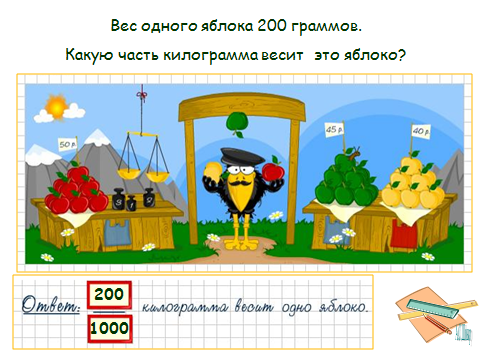 Вес одного яблока 200 граммов.
Какую часть килограмма весит это яблоко?
50 р.
45 р.
40 р.
200
Ответ: килограмма весит одно яблоко.
1000